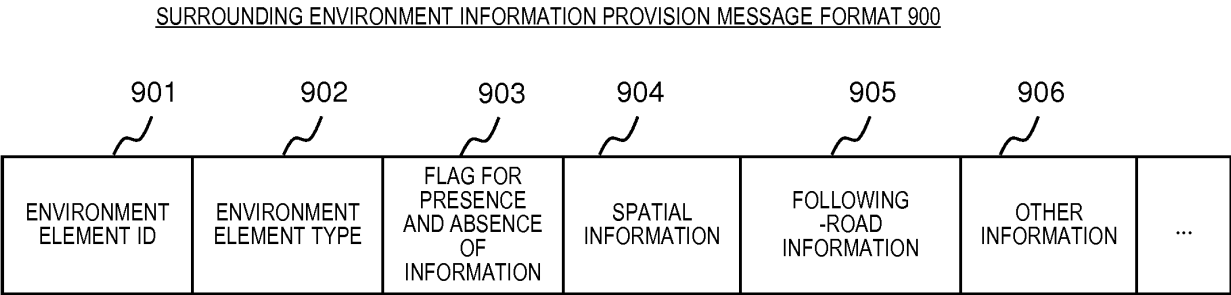 SURROUNDING ENVIRONMENT INFORMATION PROVISION MESSAGE FORMAT 900
901 902 903 904 905 906
ENVIRONMENT
ELEMENT ID
ENVIRONMENT
ELEMENT TYPE
FLAG FOR
PRESENCE
AND ABSENCE
OF
INFORMATION
SPATIAL
INFORMATION
FOLLOWING
-ROAD
INFORMATION
OTHER
INFORMATION
...